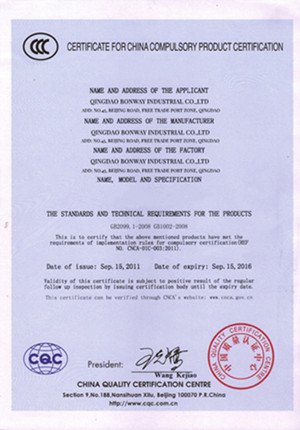 CCC
CERTIFICATE FOR CHINA COMPULSORY PRODUCT CERTIFICATION
NAME AND ADDRESS OF THE APPLICANT
QINGDAO BONWAY INDUSTRIAL CO.,LTD
ADD: NO.45, BEIJING ROAD, FREE TRADE PORT ZONE, QINGDAO
NAME AND ADDRESS OF THE MANUFACTURER
QINGDAO BONWAY INDUSTRIAL CO.,LTD
ADD: NO.45, BEIJING ROAD, FREE TRADE PORT ZONE, QINGDAO
NAME AND ADDRESS OF THE FACTORY
QINGDAO BONWAY INDUSTRIAL CO.,LTD
ADD: NO.45, BEIJING ROAD, FREE TRADE PORT ZONE, QINGDAO
NAME, MODEL AND SPECIFICATION
THE STANDARDS AND TECHNICAL REQUIREMENTS FOR THE PRODUCTS
GB2099.1-2008 GB1002-2008
This is to certify that the above mentioned products have met the
requirements of implementation rules for compulsory certification(REF
NO. CNCA-01C-003:2011).
Date of issue: Sep.15,2011 Date of expiry: Sep.15,2016
Validity of this certificate is subject to positive result of the regular
follow up inspection by issuing certification body until the expiry date.
This certificate can be verified through CNCA's website: www.cnca.gov.cn
CQC
President:
Wang Kejiao
CHINA QUALITY CERTIFICATION CENTRE
中国质量认证中心
CHINA QUALITY CERTIFICATION CENTRE
Section 9,No.188,Nansihuan Xilu, Beijing 100070 P.R.China
http://www.cqc.com.cn